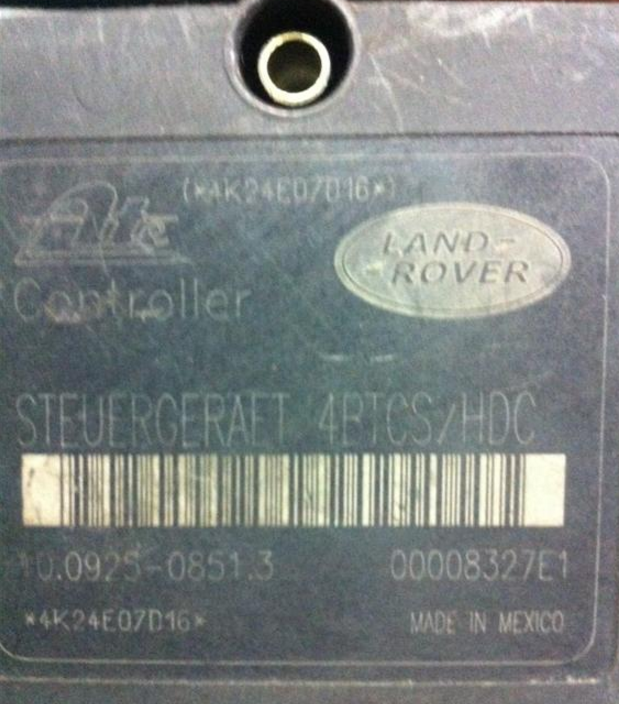 (*4K24E07D16*)
Ate
LAND-
-ROVER
Controller
STEUERGERAET 4BTCS/HDC
10.0925-0851.3 00008327E1
*4K24E07D16* MADE IN MEXICO